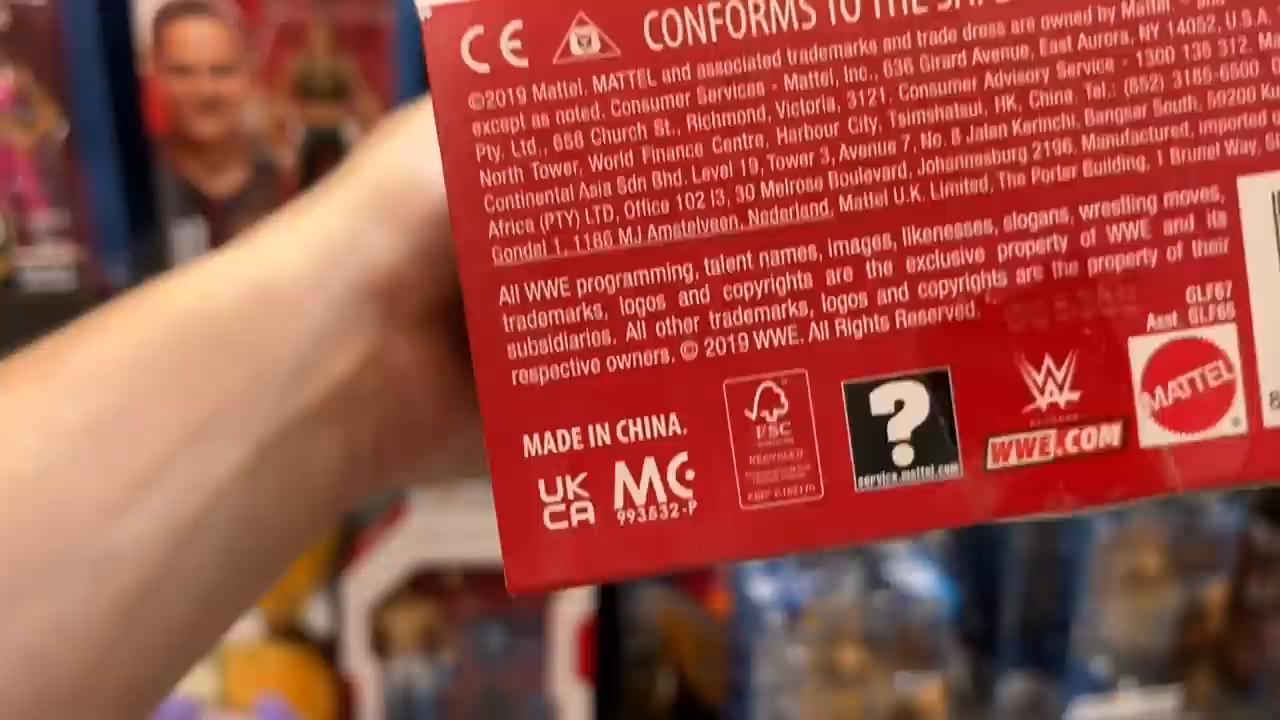 CE CONFORMS TO THE
©2019 Mattel. MATTEL and associated trademarks and trade dress are owned by Mattel
except as noted. Consumer Services - Mattel, Inc., 636 Girard Avenue, East Aurora, NY 14052, U.S.A.
Pty. Ltd., 658 Church St., Richmond, Victoria, 3121. Consumer Advisory Service - 1300 135 312.
North Tower, World Finance Centre, Harbour City, Tsimshatsui, HK, China. Tel.: (852) 3185-6500.
Continental Asia Sdn Bhd. Level 19, Tower 3, Avenue 7, No. 8 Jalan Kerinchi, Bangsar South, 59200
Africa (PTY) LTD, Office 102 I3, 30 Melrose Boulevard, Johannesburg 2196. Manufactured, imported
Gondel 1, 1186 MJ Amstelveen, Nederland. Mattel U.K. Limited, The Porter Building, 1 Brunel Way,
All WWE programming, talent names, images, likenesses, slogans, wrestling moves,
trademarks, logos and copyrights are the exclusive property of WWE and its
subsidiaries. All other trademarks, logos and copyrights are the property of their
respective owners. © 2019 WWE. All Rights Reserved.
GLF67
Asst. GLF65
MADE IN CHINA.
UK
CA
MC
993532-P
FSC
RECYCLED
?
service.mattel.com
W
WWE.COM
MATTEL
8